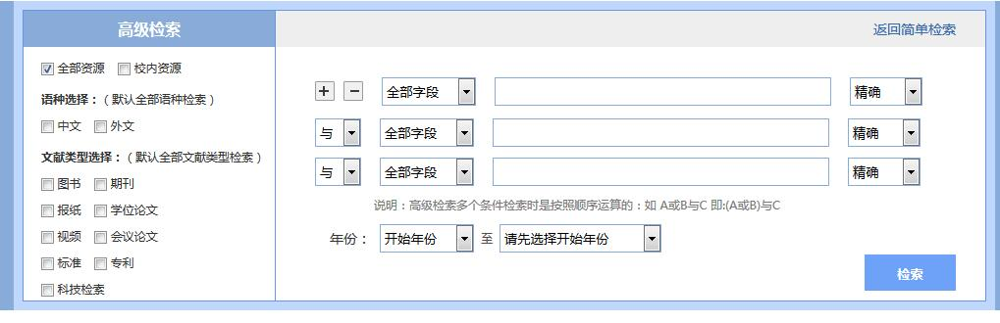 高级检索
返回简单检索
全部资源 校内资源
语种选择：（默认全部语种检索）
中文 外文
文献类型选择：（默认全部文献类型检索）
图书 期刊
报纸 学位论文
视频 会议论文
标准 专利
科技检索
+ - 全部字段 精确
与 全部字段 精确
与 全部字段 精确
说明：高级检索多个条件检索时是按照顺序运算的：如 A或B与C 即:(A或B)与C
年份： 开始年份 至 请先选择开始年份
检索